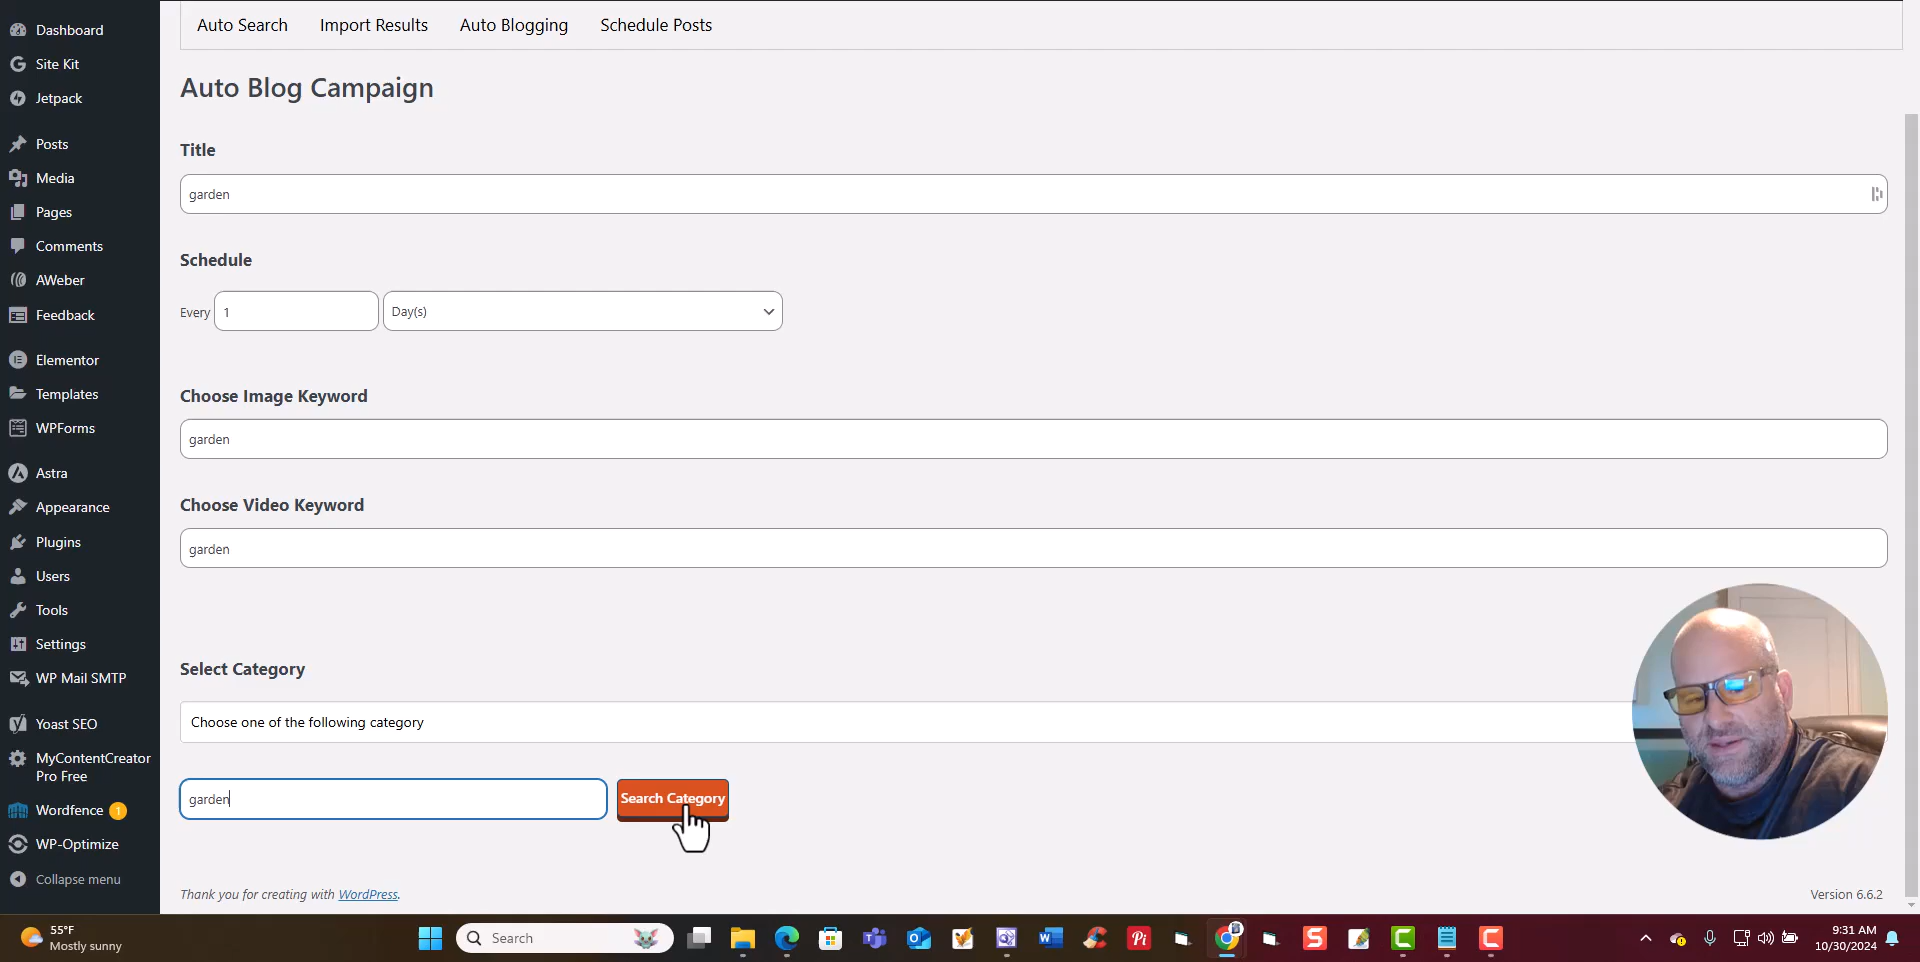 Dashboard
Site Kit
Jetpack
Posts
Media
Pages
Comments
AWeber
Feedback
Elementor
Templates
WPForms
Astra
Appearance
Plugins
Users
Tools
Settings
WP Mail SMTP
Yoast SEO
MyContentCreator
Pro Free
Wordfence 1
WP-Optimize
Collapse menu
Auto Search Import Results Auto Blogging Schedule Posts
Auto Blog Campaign
Title
garden
Schedule
Every 1 Day(s)
Choose Image Keyword
garden
Choose Video Keyword
garden
Select Category
Choose one of the following category
garden Search Category
Thank you for creating with WordPress. Version 6.6.2
55°F
Mostly sunny
Search
Pi
9:31 AM
10/30/2024